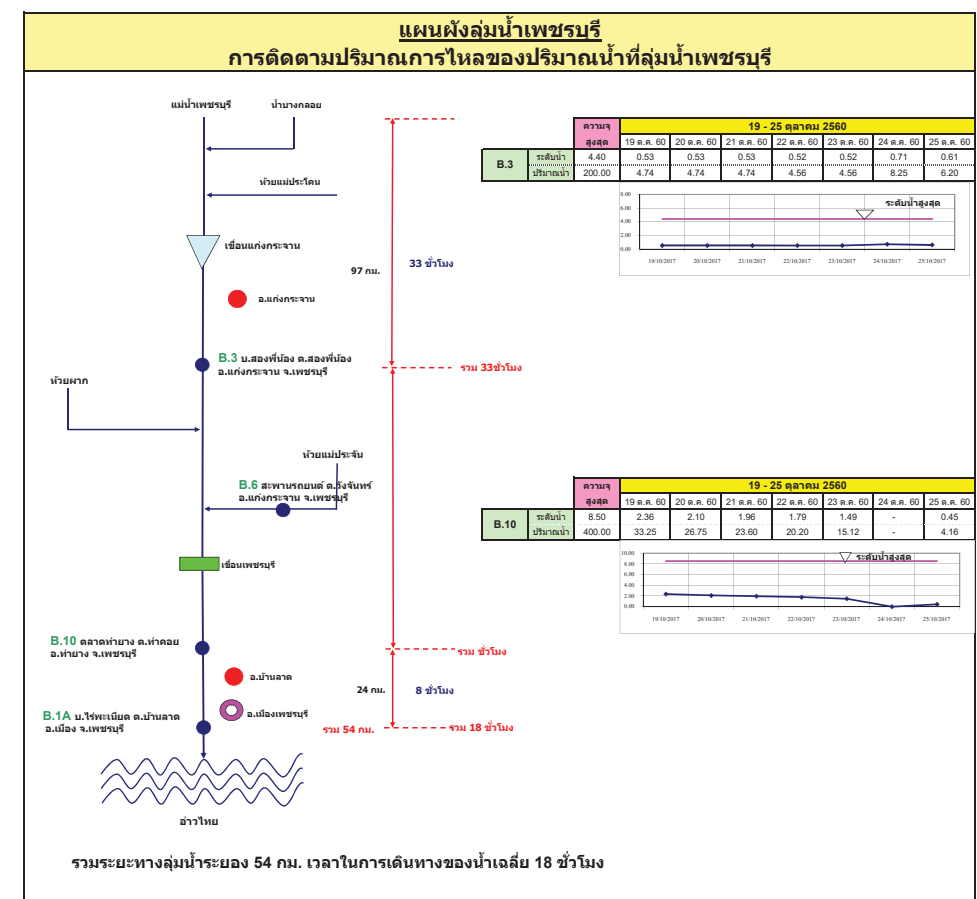 แผนผังลุ่มน้ำเพชรบุรี
การติดตามปริมาณการไหลของปริมาณน้ำที่ลุ่มน้ำเพชรบุรี
แม่น้ำเพชรบุรี น้ำบางกลอย
ห้วยแม่ประโดน
เขื่อนแก่งกระจาน
97 กม. 33 ชั่วโมง
อ.แก่งกระจาน
B.3 บ.สองพี่น้อง ต.สองพี่น้อง
อ.แก่งกระจาน จ.เพชรบุรี
รวม 33ชั่วโมง
ห้วยผาก
ห้วยแม่ประจัน
B.6 สะพานรถยนต์ ต.วังจันทร์
อ.แก่งกระจาน จ.เพชรบุรี
เขื่อนเพชรบุรี
B.10 ตลาดท่ายาง ต.ท่าคอย
อ.ท่ายาง จ.เพชรบุรี
รวม ชั่วโมง
อ.บ้านลาด
24 กม. 8 ชั่วโมง
อ.เมืองเพชรบุรี
B.1A บ.ไร่พะเนียด ต.บ้านลาด
อ.เมือง จ.เพชรบุรี
รวม 54 กม. รวม 18 ชั่วโมง
อ่าวไทย
รวมระยะทางลุ่มน้ำระยอง 54 กม. เวลาในการเดินทางของน้ำเฉลี่ย 18 ชั่วโมง
ความจุ 19 - 25 ตุลาคม 2560
สูงสุด 19 ต.ค. 60 20 ต.ค. 60 21 ต.ค. 60 22 ต.ค. 60 23 ต.ค. 60 24 ต.ค. 60 25 ต.ค. 60
B.3
ระดับน้ำ 4.40 0.53 0.53 0.53 0.52 0.52 0.71 0.61
ปริมาณน้ำ 200.00 4.74 4.74 4.74 4.56 4.56 8.25 6.20
8.00
ระดับน้ำสูงสุด
6.00
4.00
2.00
0.00
19/10/2017 20/10/2017 21/10/2017 22/10/2017 23/10/2017 24/10/2017 25/10/2017
ความจุ 19 - 25 ตุลาคม 2560
สูงสุด 19 ต.ค. 60 20 ต.ค. 60 21 ต.ค. 60 22 ต.ค. 60 23 ต.ค. 60 24 ต.ค. 60 25 ต.ค. 60
B.10
ระดับน้ำ 8.50 2.36 2.10 1.96 1.79 1.49 - 0.45
ปริมาณน้ำ 400.00 33.25 26.75 23.60 20.20 15.12 - 4.16
10.00
ระดับน้ำสูงสุด
8.00
6.00
4.00
2.00
0.00
19/10/2017 20/10/2017 21/10/2017 22/10/2017 23/10/2017 24/10/2017 25/10/2017